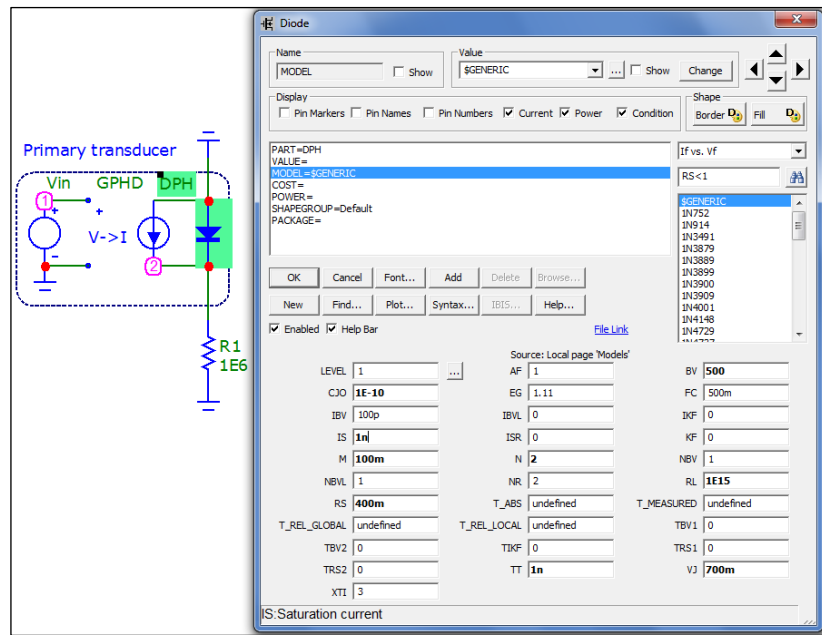 Diode
Name
MODEL
Show
Value
$GENERIC
...
Show
Change
Display
Pin Markers Pin Names Pin Numbers Current Power Condition
Shape
Border Fill
PART=DPH
VALUE=
MODEL=$GENERIC
COST=
POWER=
SHAPEGROUP=Default
PACKAGE=
If vs. Vf
RS<1
$GENERIC
1N752
1N914
1N3491
1N3879
1N3889
1N3899
1N3900
1N3909
1N4001
1N4148
1N4729
OK Cancel Font... Add Delete Browse...
New Find... Plot... Syntax... IBIS... Help...
Enabled Help Bar File Link
Source: Local page 'Models'
LEVEL 1 ... AF 1 BV 500
CJO 1E-10 EG 1.11 FC 500m
IBV 100p IBVL 0 IKF 0
IS 1n ISR 0 KF 0
M 100m N 2 NBV 1
NBVL 1 NR 2 RL 1E15
RS 400m T_ABS undefined T_MEASURED undefined
T_REL_GLOBAL undefined T_REL_LOCAL undefined TBV1 0
TBV2 0 TIKF 0 TRS1 0
TRS2 0 TT 1n VJ 700m
XTI 3
IS:Saturation current
Primary transducer
Vin GPHD DPH
1
+ +
V->I
- 2
R1
1E6